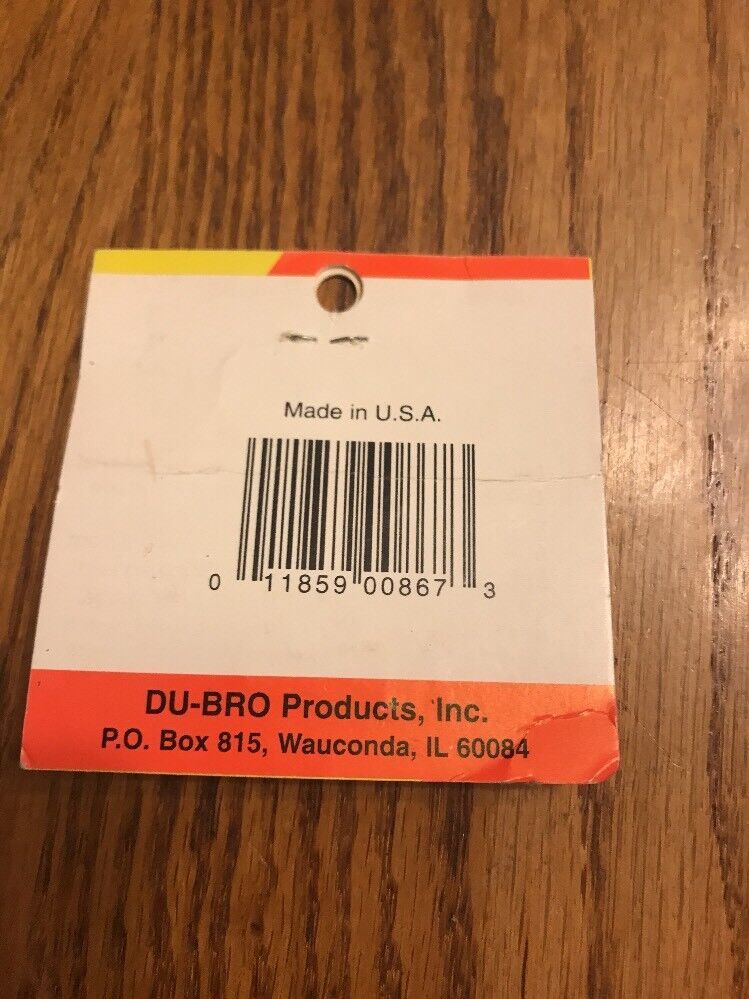 Made in U.S.A.
0 11859 00867 3
DU-BRO Products, Inc.
P.O. Box 815, Wauconda, IL 60084